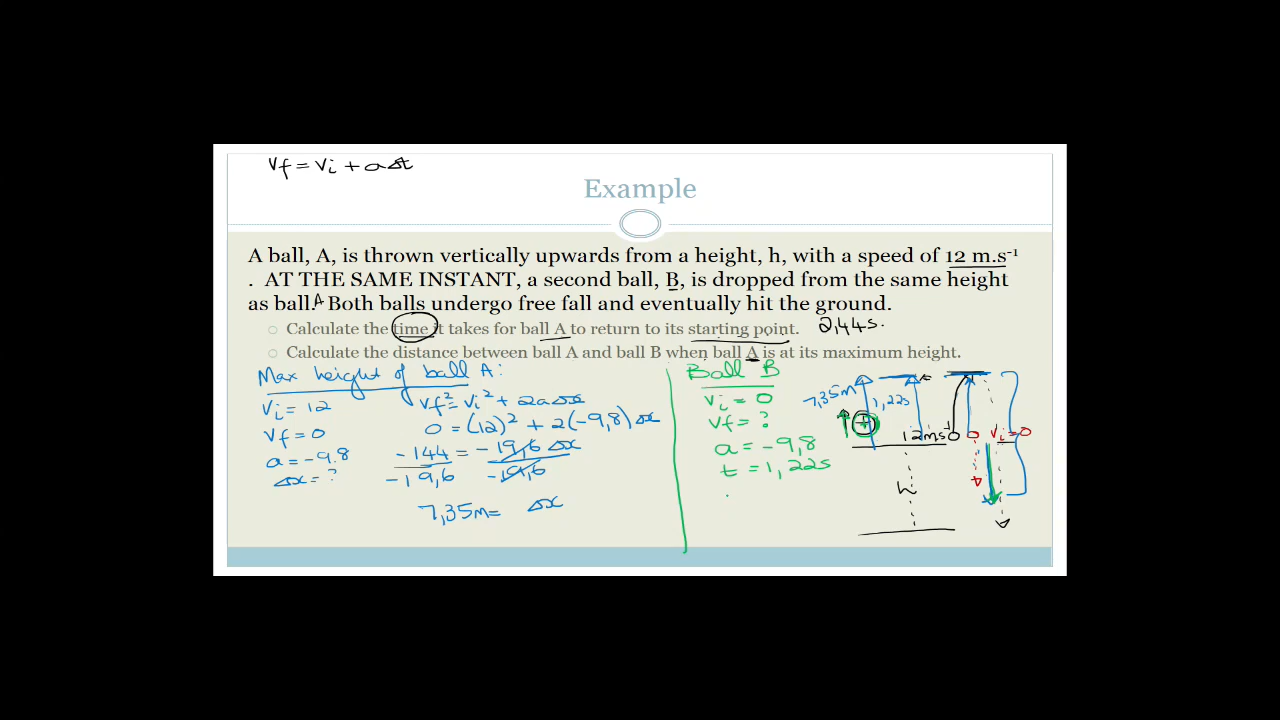 vf = vi + aΔt
Example
A ball, A, is thrown vertically upwards from a height, h, with a speed of 12 m.s⁻¹
. AT THE SAME INSTANT, a second ball, B, is dropped from the same height
as ball.A Both balls undergo free fall and eventually hit the ground.
Calculate the time it takes for ball A to return to its starting point. 2,44s.
Calculate the distance between ball A and ball B when ball A is at its maximum height.
Max height of ball A:
vi = 12
vf = 0
a = -9.8
Δx = ?
vf² = vi² + 2aΔx
0 = (12)² + 2(-9,8)Δx
-144 = -19,6 Δx
-19,6 -19,6
7,35m = Δx
Ball B
vi = 0
vf = ?
a = -9,8
t = 1,22s
7,35m
1,22s
+
12ms⁻¹
0
vi = 0
h